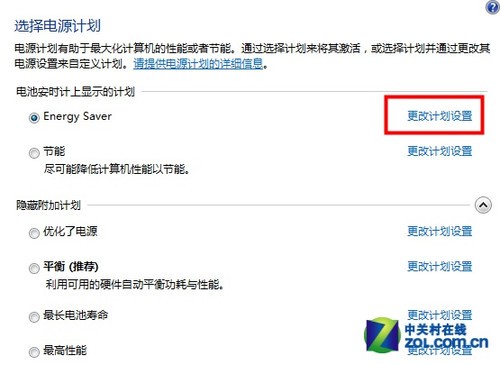 选择电源计划
电源计划有助于最大化计算机的性能或者节能。通过选择计划来将其激活，或选择计划并通过更改其
电源设置来自定义计划。请提供电源计划的详细信息。
电池安时计上显示的计划
Energy Saver 更改计划设置
节能 更改计划设置
尽可能降低计算机性能以节能。
隐藏附加计划
优化了电源 更改计划设置
平衡 (推荐) 更改计划设置
利用可用的硬件自动平衡功耗与性能。
最长电池寿命 更改计划设置
中关村在线
ZOL.COM.CN
最高性能 更改计划设置